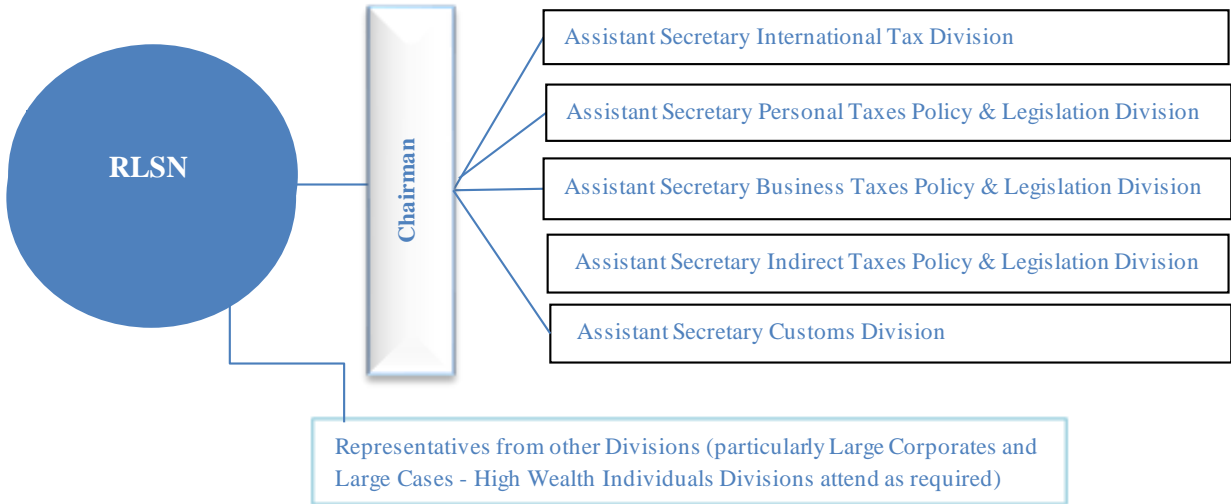 RLSN
Chairman
Assistant Secretary International Tax Division
Assistant Secretary Personal Taxes Policy & Legislation Division
Assistant Secretary Business Taxes Policy & Legislation Division
Assistant Secretary Indirect Taxes Policy & Legislation Division
Assistant Secretary Customs Division
Representatives from other Divisions (particularly Large Corporates and
Large Cases - High Wealth Individuals Divisions attend as required)